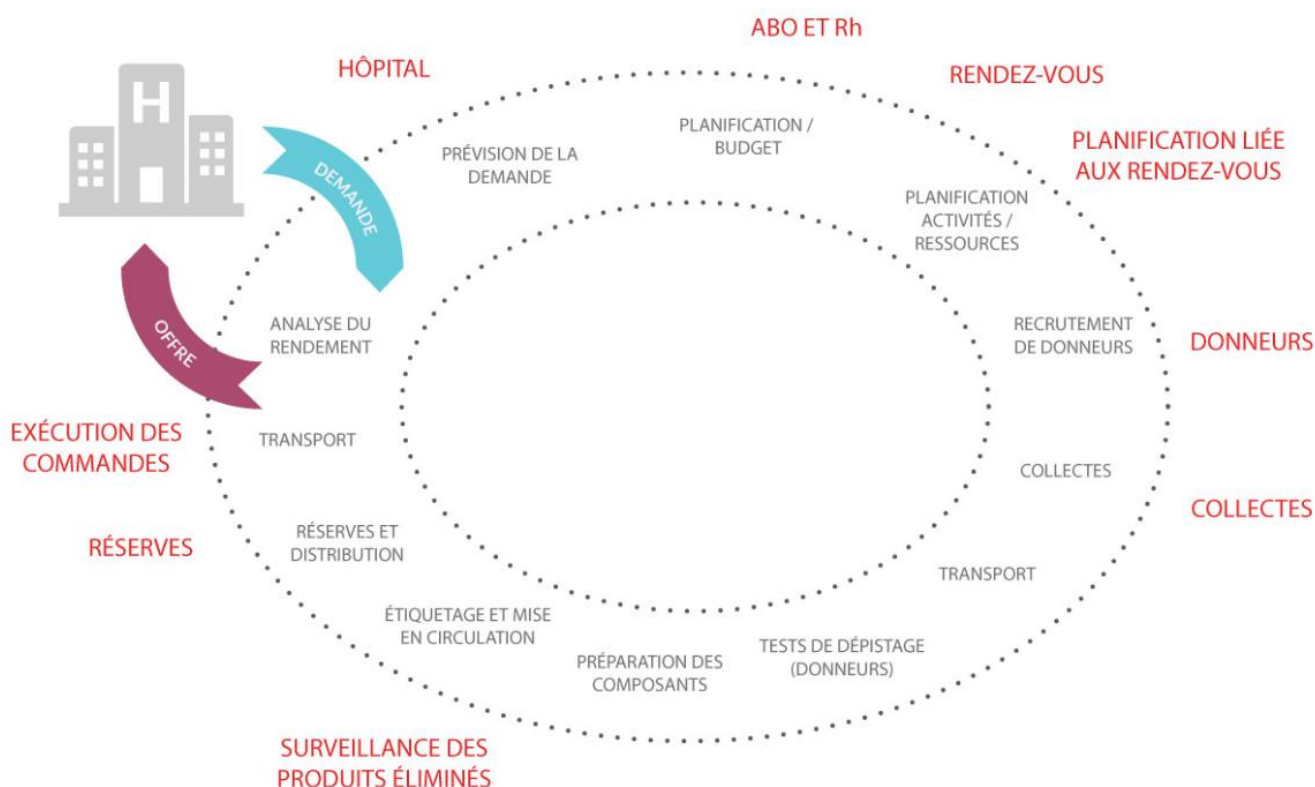 ABO ET Rh
HÔPITAL
RENDEZ-VOUS
H
PLANIFICATION /
BUDGET
PLANIFICATION LIÉE
AUX RENDEZ-VOUS
PRÉVISION DE LA
DEMANDE
DEMANDE
PLANIFICATION
ACTIVITÉS /
RESSOURCES
OFFRE
ANALYSE DU
RENDEMENT
RECRUTEMENT
DE DONNEURS
DONNEURS
EXÉCUTION DES
COMMANDES
TRANSPORT
COLLECTES
COLLECTES
RÉSERVES
RÉSERVES ET
DISTRIBUTION
TRANSPORT
ÉTIQUETAGE ET MISE
EN CIRCULATION
PRÉPARATION DES
COMPOSANTS
TESTS DE DÉPISTAGE
(DONNEURS)
SURVEILLANCE DES
PRODUITS ÉLIMINÉS